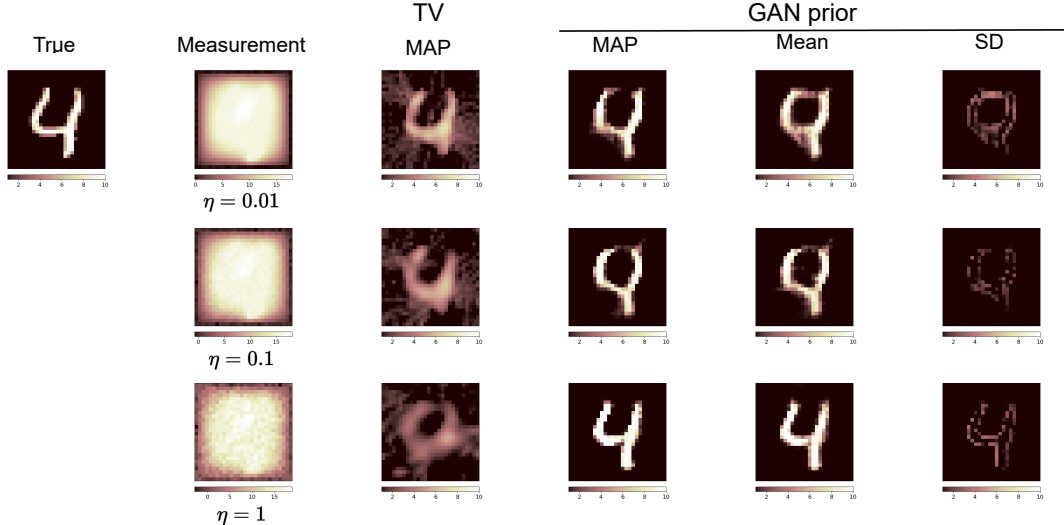 TV
GAN prior
Trμe
Measurement
MAP
MAP
Mean
SD
2 4 6 8 10
0 5 10 15
2 4 6 8 10
2 4 6 8 10
2 4 6 8 10
2 4 6 8 10
η = 0.01
0 5 10 15
2 4 6 8 10
2 4 6 8 10
2 4 6 8 10
2 4 6 8 10
η = 0.1
0 5 10 15
2 4 6 8 10
2 4 6 8 10
2 4 6 8 10
2 4 6 8 10
η = 1